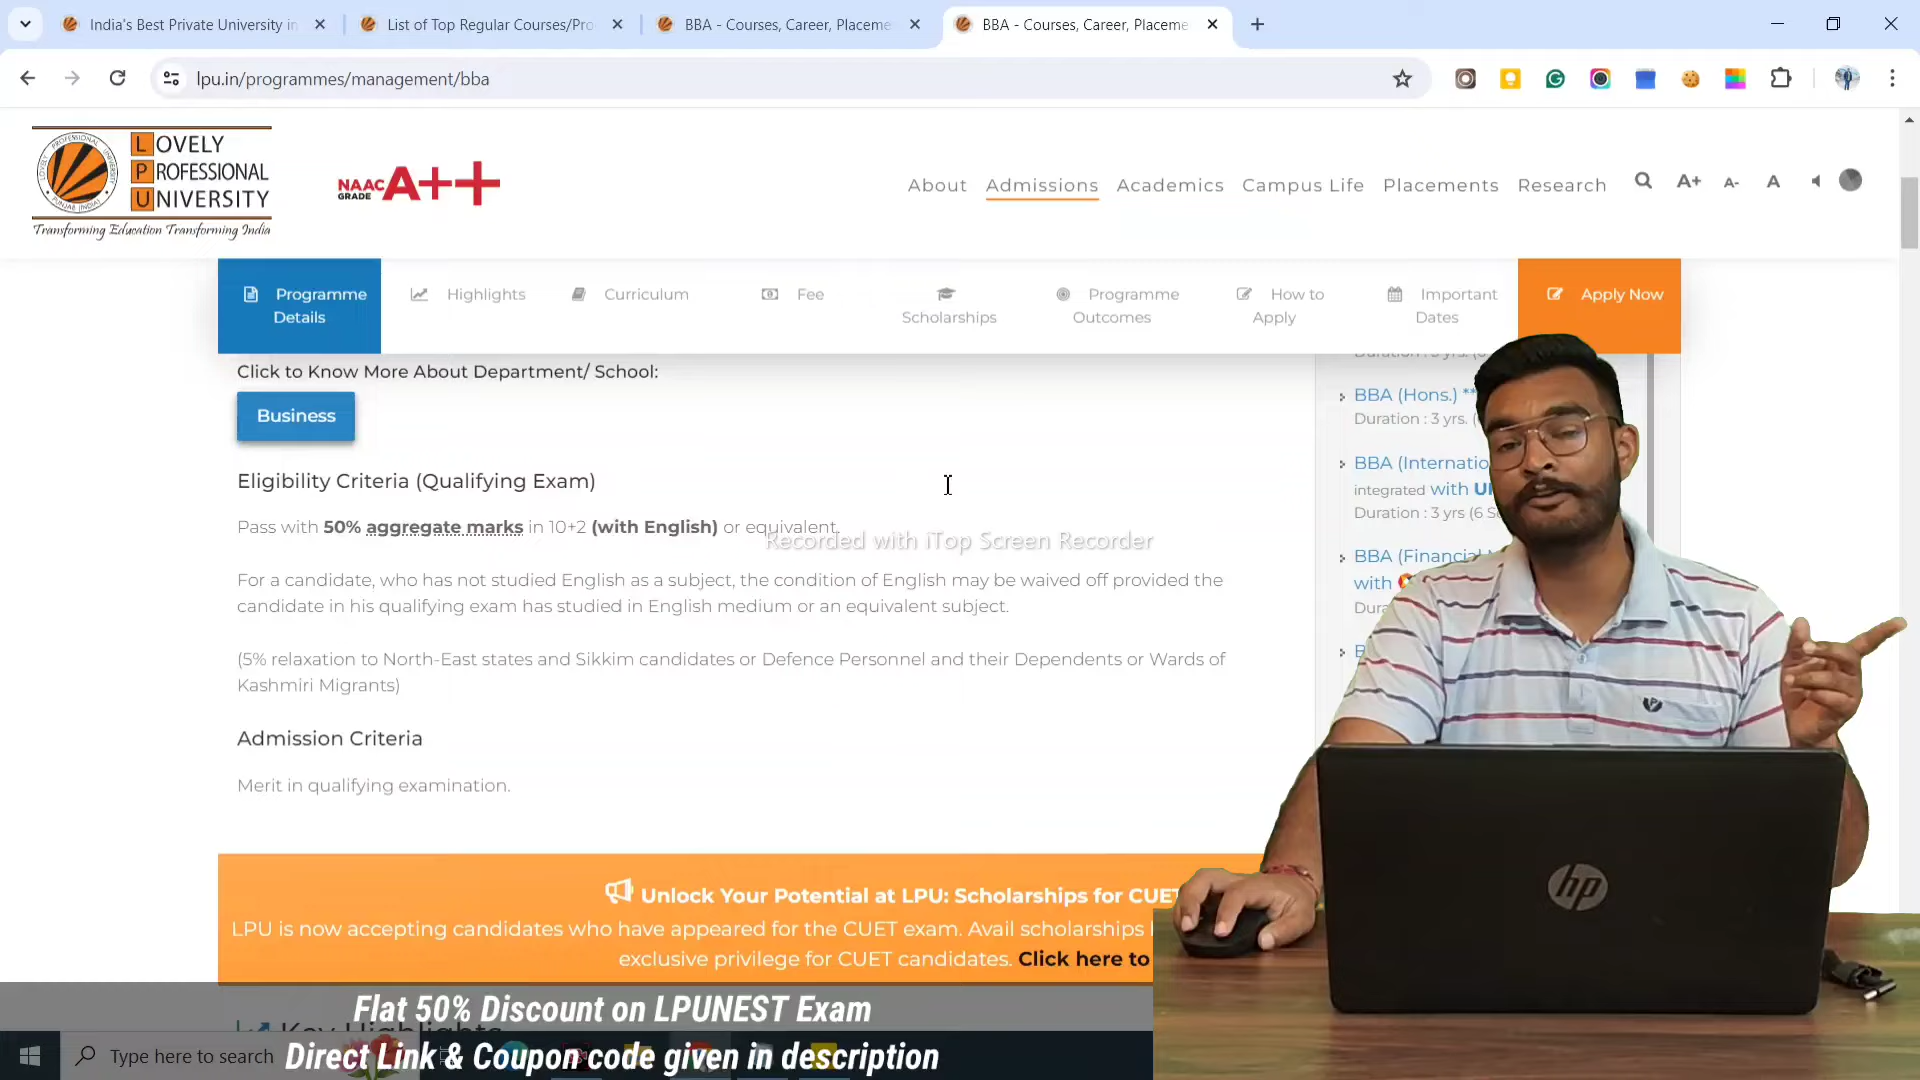 India's Best Private University in
List of Top Regular Courses/Pro
BBA - Courses, Career, Placeme
BBA - Courses, Career, Placeme
lpu.in/programmes/management/bba
LOVELY
PROFESSIONAL
UNIVERSITY
Transforming Education Transforming India
NAAC
GRADE
A++
About
Admissions
Academics
Campus Life
Placements
Research
A+
A-
A
Programme
Details
Highlights
Curriculum
Fee
Scholarships
Programme
Outcomes
How to
Apply
Important
Dates
Apply Now
Click to Know More About Department/ School:
Business
Eligibility Criteria (Qualifying Exam)
Pass with 50% aggregate marks in 10+2 (with English) or equivalent.
Recorded with iTop Screen Recorder
For a candidate, who has not studied English as a subject, the condition of English may be waived off provided the
candidate in his qualifying exam has studied in English medium or an equivalent subject.
(5% relaxation to North-East states and Sikkim candidates or Defence Personnel and their Dependents or Wards of
Kashmiri Migrants)
Admission Criteria
Merit in qualifying examination.
BBA (Hons.) **
Duration : 3 yrs. (
BBA (Internatio
integrated with U
Duration : 3 yrs (6 S
BBA (Financial
with
Dura
Unlock Your Potential at LPU: Scholarships for CUET
LPU is now accepting candidates who have appeared for the CUET exam. Avail scholarships
exclusive privilege for CUET candidates. Click here to
Key Highlights
Flat 50% Discount on LPUNEST Exam
Type here to search
Direct Link & Coupon code given in description
hp